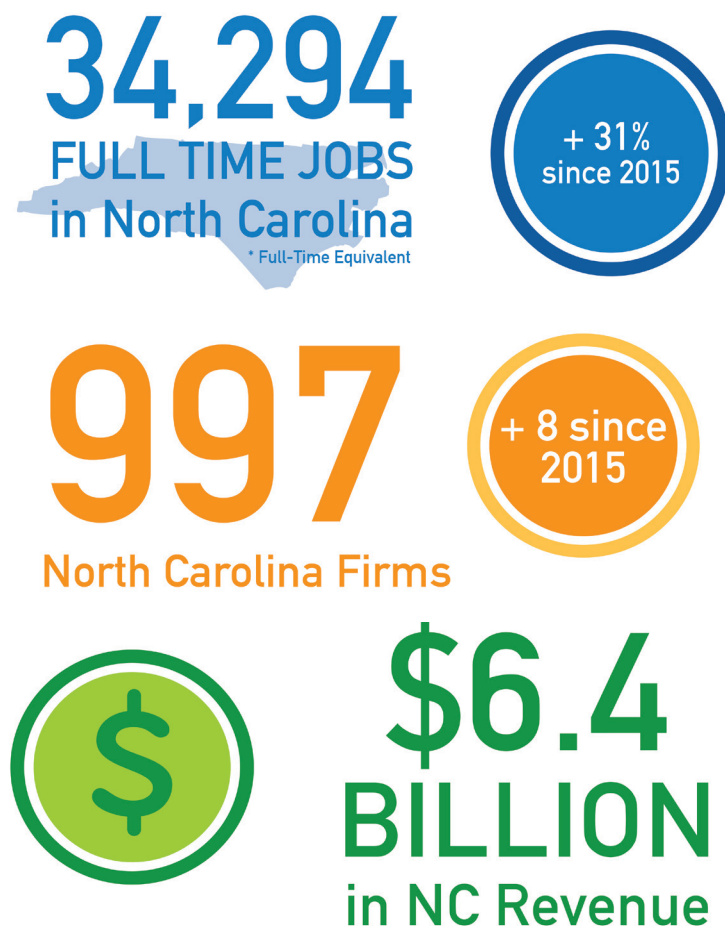 34,294
FULL TIME JOBS
in North Carolina
* Full-Time Equivalent
+ 31%
since 2015
997
North Carolina Firms
+ 8 since
2015
$
$6.4
BILLION
in NC Revenue